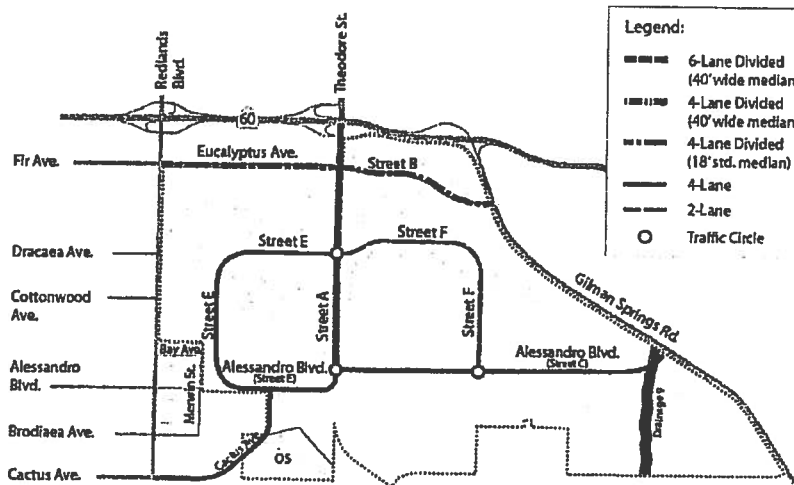 Redlands
Blvd.
Theodore St.
60
Fir Ave.
Eucalyptus Ave.
Street B
Dracaea Ave.
Street E
Street F
Cottonwood
Ave.
Street E
Street A
Street F
Gilman Springs Rd.
Bay Ave.
Merwin St.
Alessandro
Blvd.
Alessandro Blvd.
(Street E)
Alessandro Blvd.
(Street C)
Drainage 9
Brodiaea Ave.
Cactus Ave.
Cactus Ave
OS
Legend:
6-Lane Divided
(40' wide median
4-Lane Divided
(40' wide median
4-Lane Divided
(18' std. median)
4-Lane
2-Lane
Traffic Circle